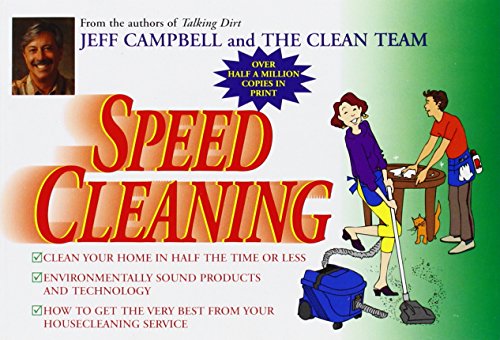 From the authors of Talking Dirt
JEFF CAMPBELL and THE CLEAN TEAM
OVER
HALF A MILLION
COPIES IN
PRINT
SPEED
CLEANING
☑CLEAN YOUR HOME IN HALF THE TIME OR LESS
☑ENVIRONMENTALLY SOUND PRODUCTS
AND TECHNOLOGY
☑HOW TO GET THE VERY BEST FROM YOUR
HOUSECLEANING SERVICE